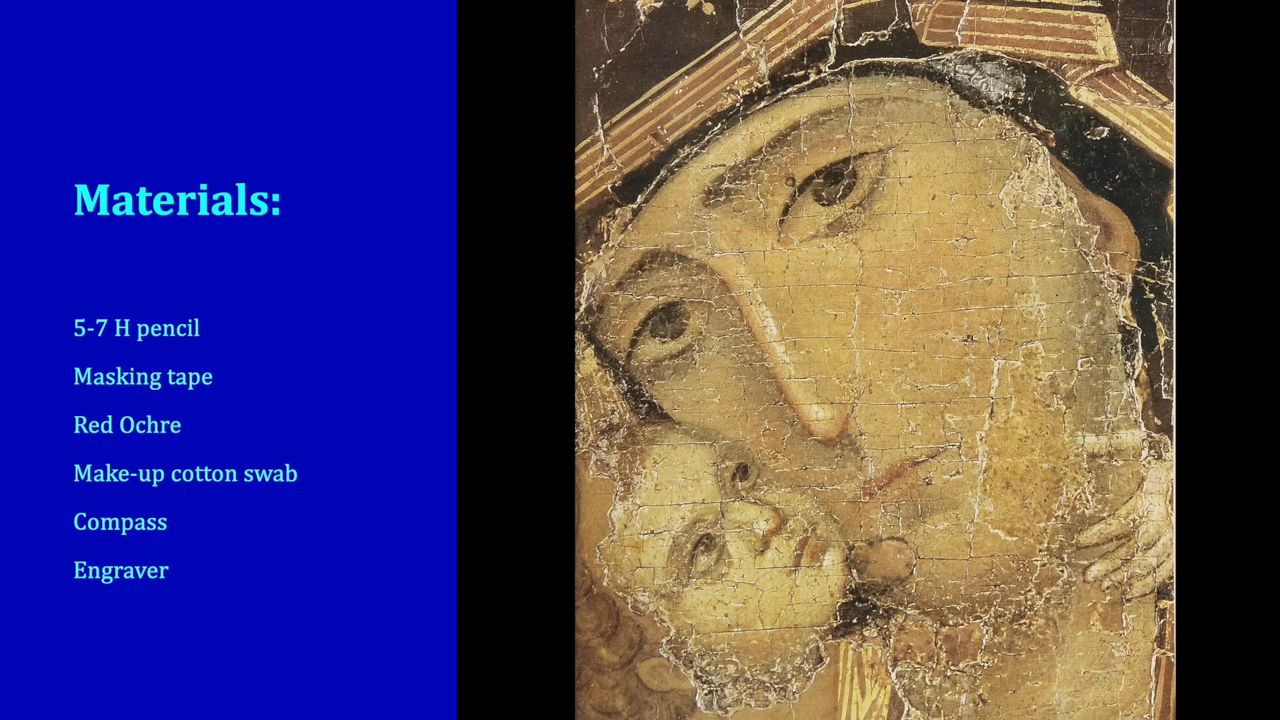 Materials:
5-7 H pencil
Masking tape
Red Ochre
Make-up cotton swab
Compass
Engraver